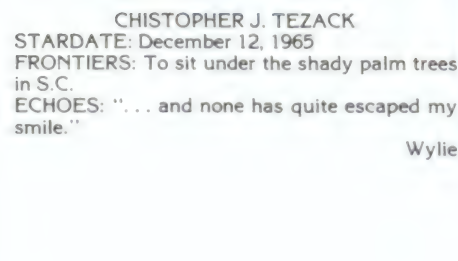 CHISTOPHER J. TEZACK
STARDATE: December 12, 1965
FRONTIERS: To sit under the shady palm trees
in S.C.
ECHOES: ". . . and none has quite escaped my
smile."
Wylie